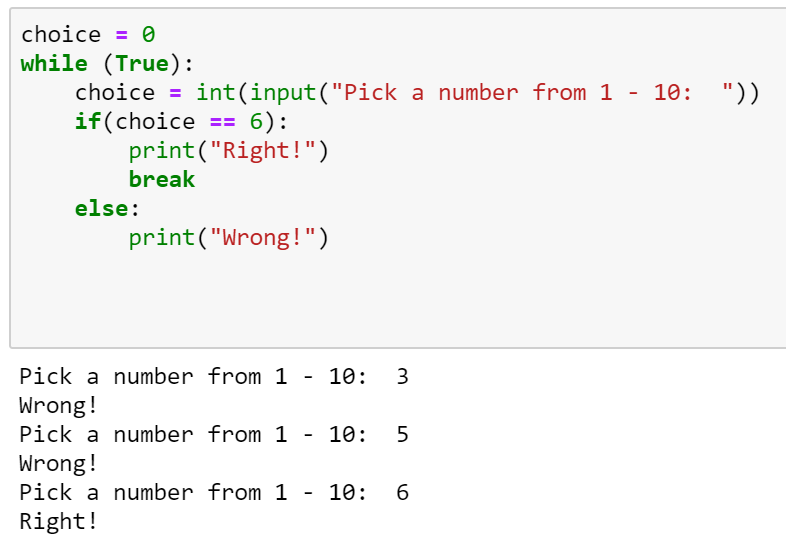 choice = 0
while (True):
    choice = int(input("Pick a number from 1 - 10:  "))
    if(choice == 6):
        print("Right!")
        break
    else:
        print("Wrong!")
Pick a number from 1 - 10:  3
Wrong!
Pick a number from 1 - 10:  5
Wrong!
Pick a number from 1 - 10:  6
Right!